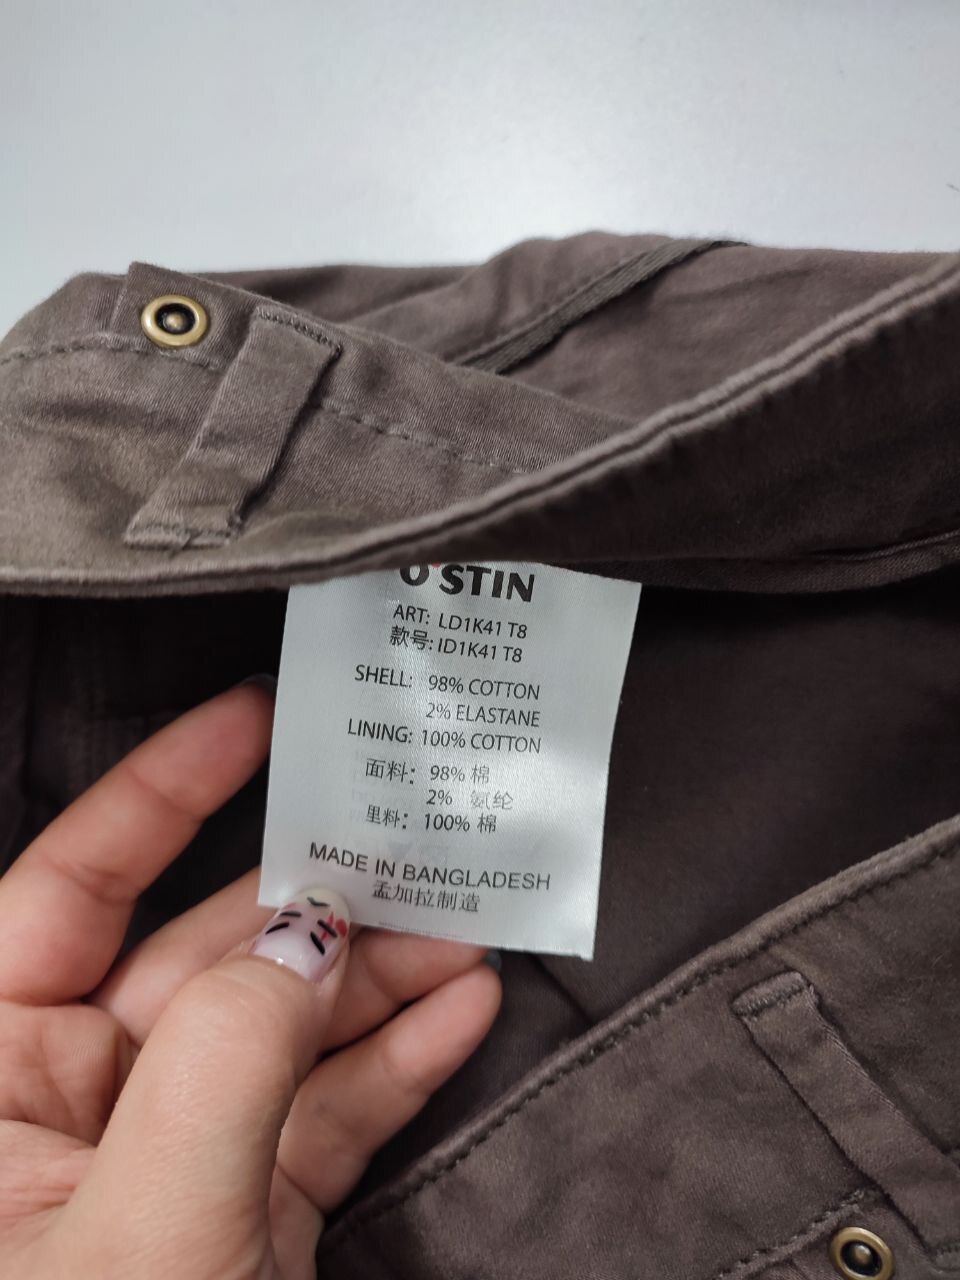 O'STIN
ART: LD1K41 T8
款号: ID1K41 T8
SHELL: 98% COTTON
2% ELASTANE
LINING: 100% COTTON
面料: 98% 棉
2% 氨纶
里料: 100% 棉
MADE IN BANGLADESH
孟加拉制造